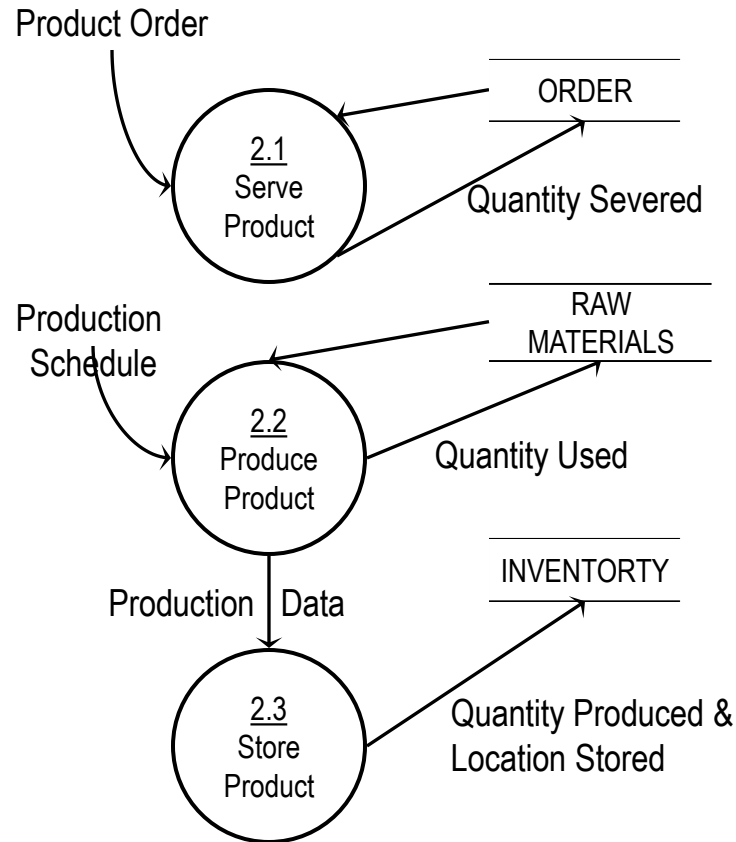 Product Order
ORDER
2.1
Serve
Product
Quantity Severed
RAW
MATERIALS
Production
Schedule
2.2
Produce
Product
Quantity Used
INVENTORTY
Production Data
2.3
Store
Product
Quantity Produced &
Location Stored